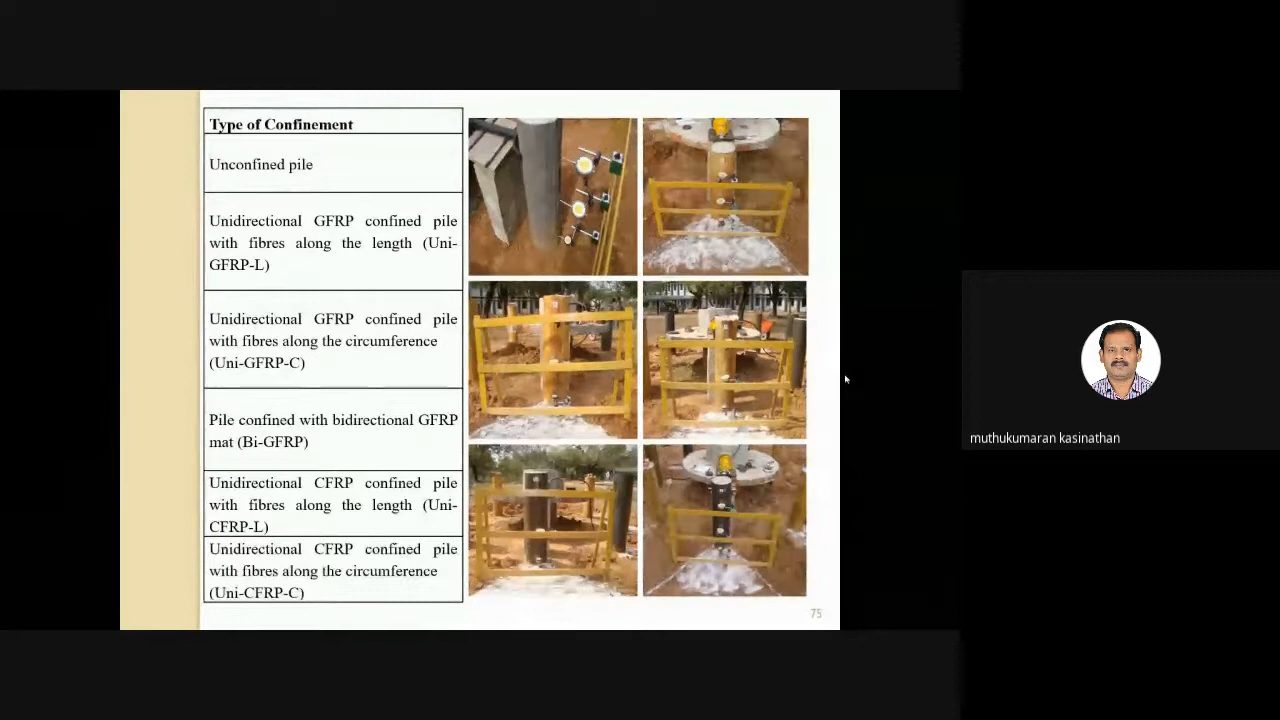 Type of Confinement
Unconfined pile
Unidirectional GFRP confined pile
with fibres along the length (Uni-
GFRP-L)
Unidirectional GFRP confined pile
with fibres along the circumference
(Uni-GFRP-C)
Pile confined with bidirectional GFRP
mat (Bi-GFRP)
Unidirectional CFRP confined pile
with fibres along the length (Uni-
CFRP-L)
Unidirectional CFRP confined pile
with fibres along the circumference
(Uni-CFRP-C)
75
muthukumaran kasinathan